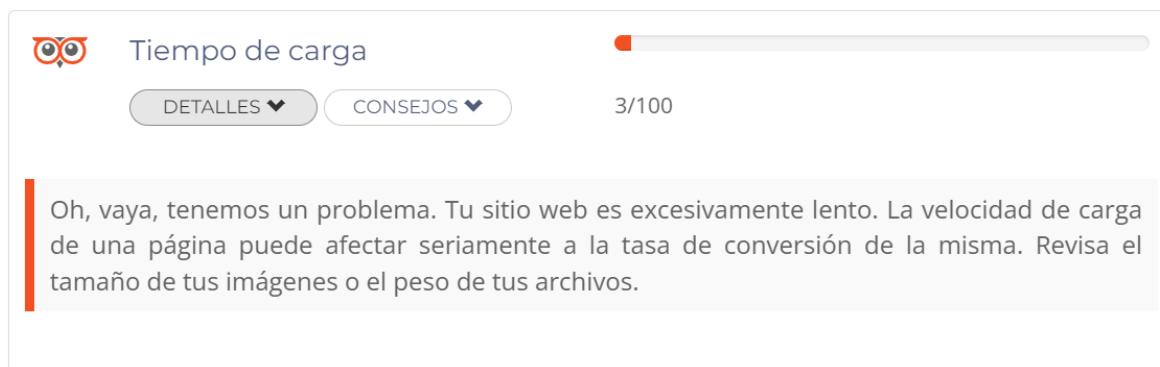 Tiempo de carga
DETALLES
CONSEJOS
3/100
Oh, vaya, tenemos un problema. Tu sitio web es excesivamente lento. La velocidad de carga
de una página puede afectar seriamente a la tasa de conversión de la misma. Revisa el
tamaño de tus imágenes o el peso de tus archivos.